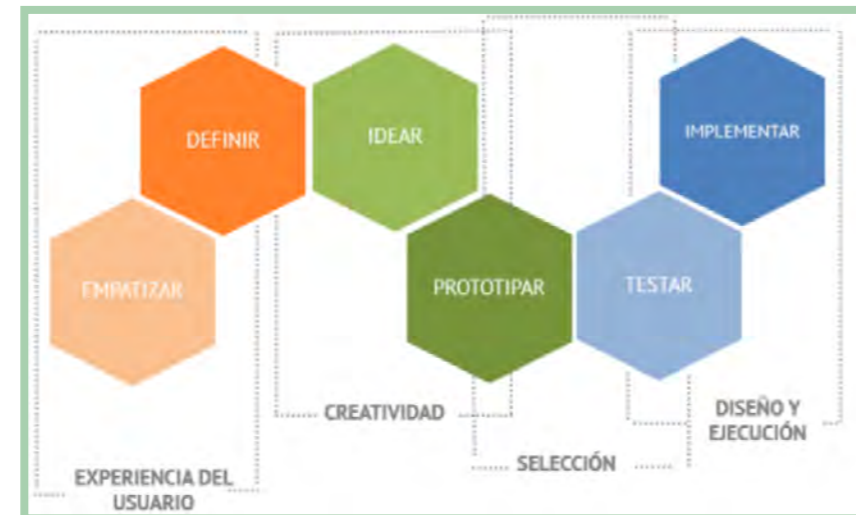 DEFINIR
IDEAR
IMPLEMENTAR
EMPATIZAR
PROTOTIPAR
TESTAR
CREATIVIDAD
DISEÑO Y
EJECUCIÓN
SELECCIÓN
EXPERIENCIA DEL
USUARIO